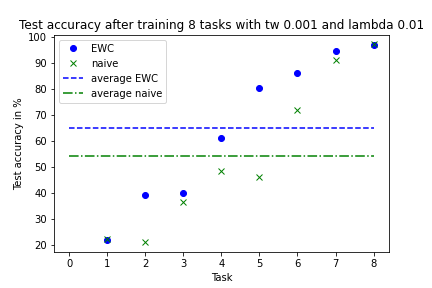 Test accuracy after training 8 tasks with tw 0.001 and lambda 0.01
100
90
80
70
60
50
40
30
20
Test accuracy in %
EWC
naive
average EWC
average naive
0 1 2 3 4 5 6 7 8
Task